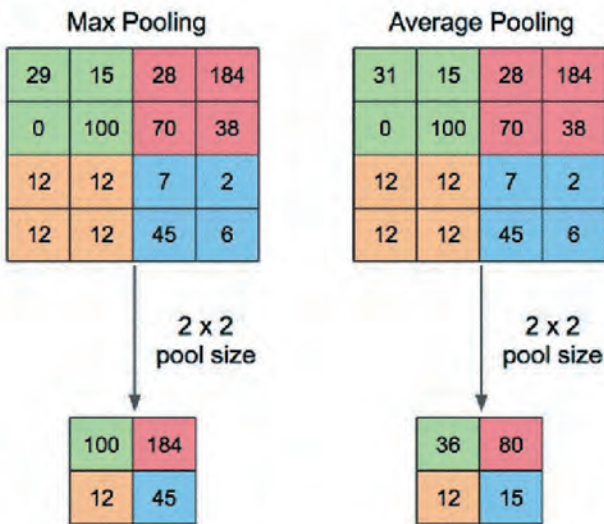 Max Pooling
29 15 28 184
0 100 70 38
12 12 7 2
12 12 45 6
2 x 2
pool size
100 184
12 45
Average Pooling
31 15 28 184
0 100 70 38
12 12 7 2
12 12 45 6
2 x 2
pool size
36 80
12 15